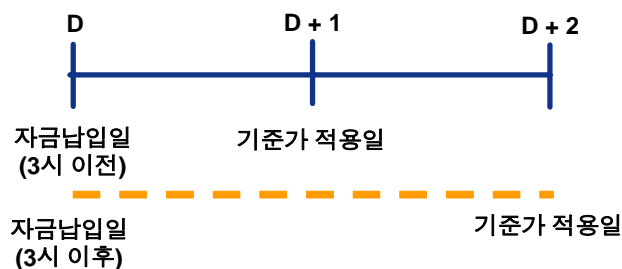 D
D + 1
D + 2
자금납입일
(3시 이전)
기준가 적용일
자금납입일
(3시 이후)
기준가 적용일